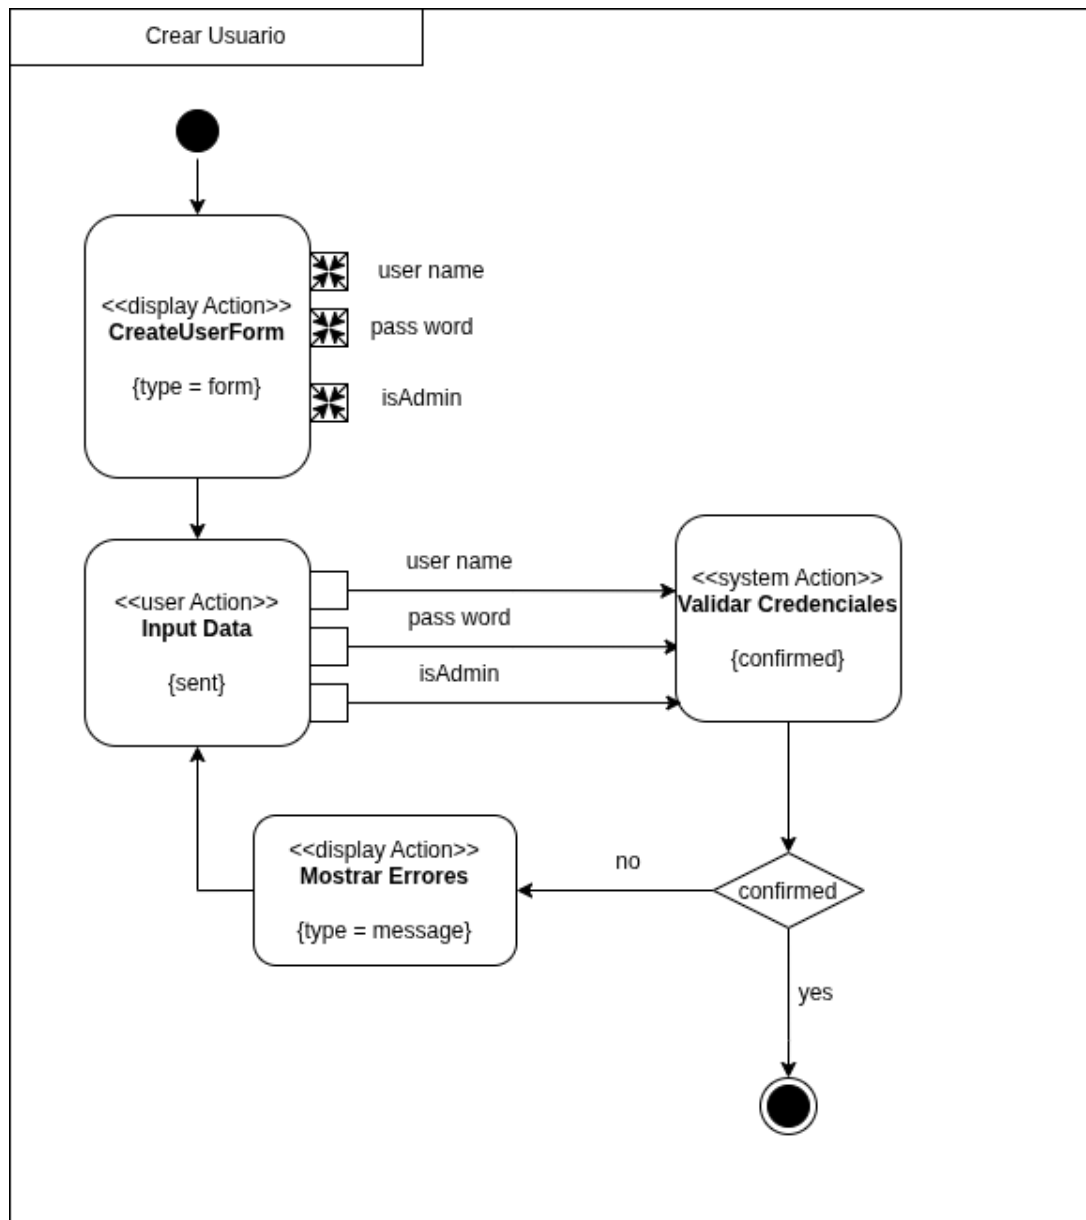 Crear Usuario
<<display Action>>
CreateUserForm
{type = form}
user name
pass word
isAdmin
<<user Action>>
Input Data
{sent}
user name
pass word
isAdmin
<<system Action>>
Validar Credenciales
{confirmed}
<<display Action>>
Mostrar Errores
{type = message}
no
confirmed
yes